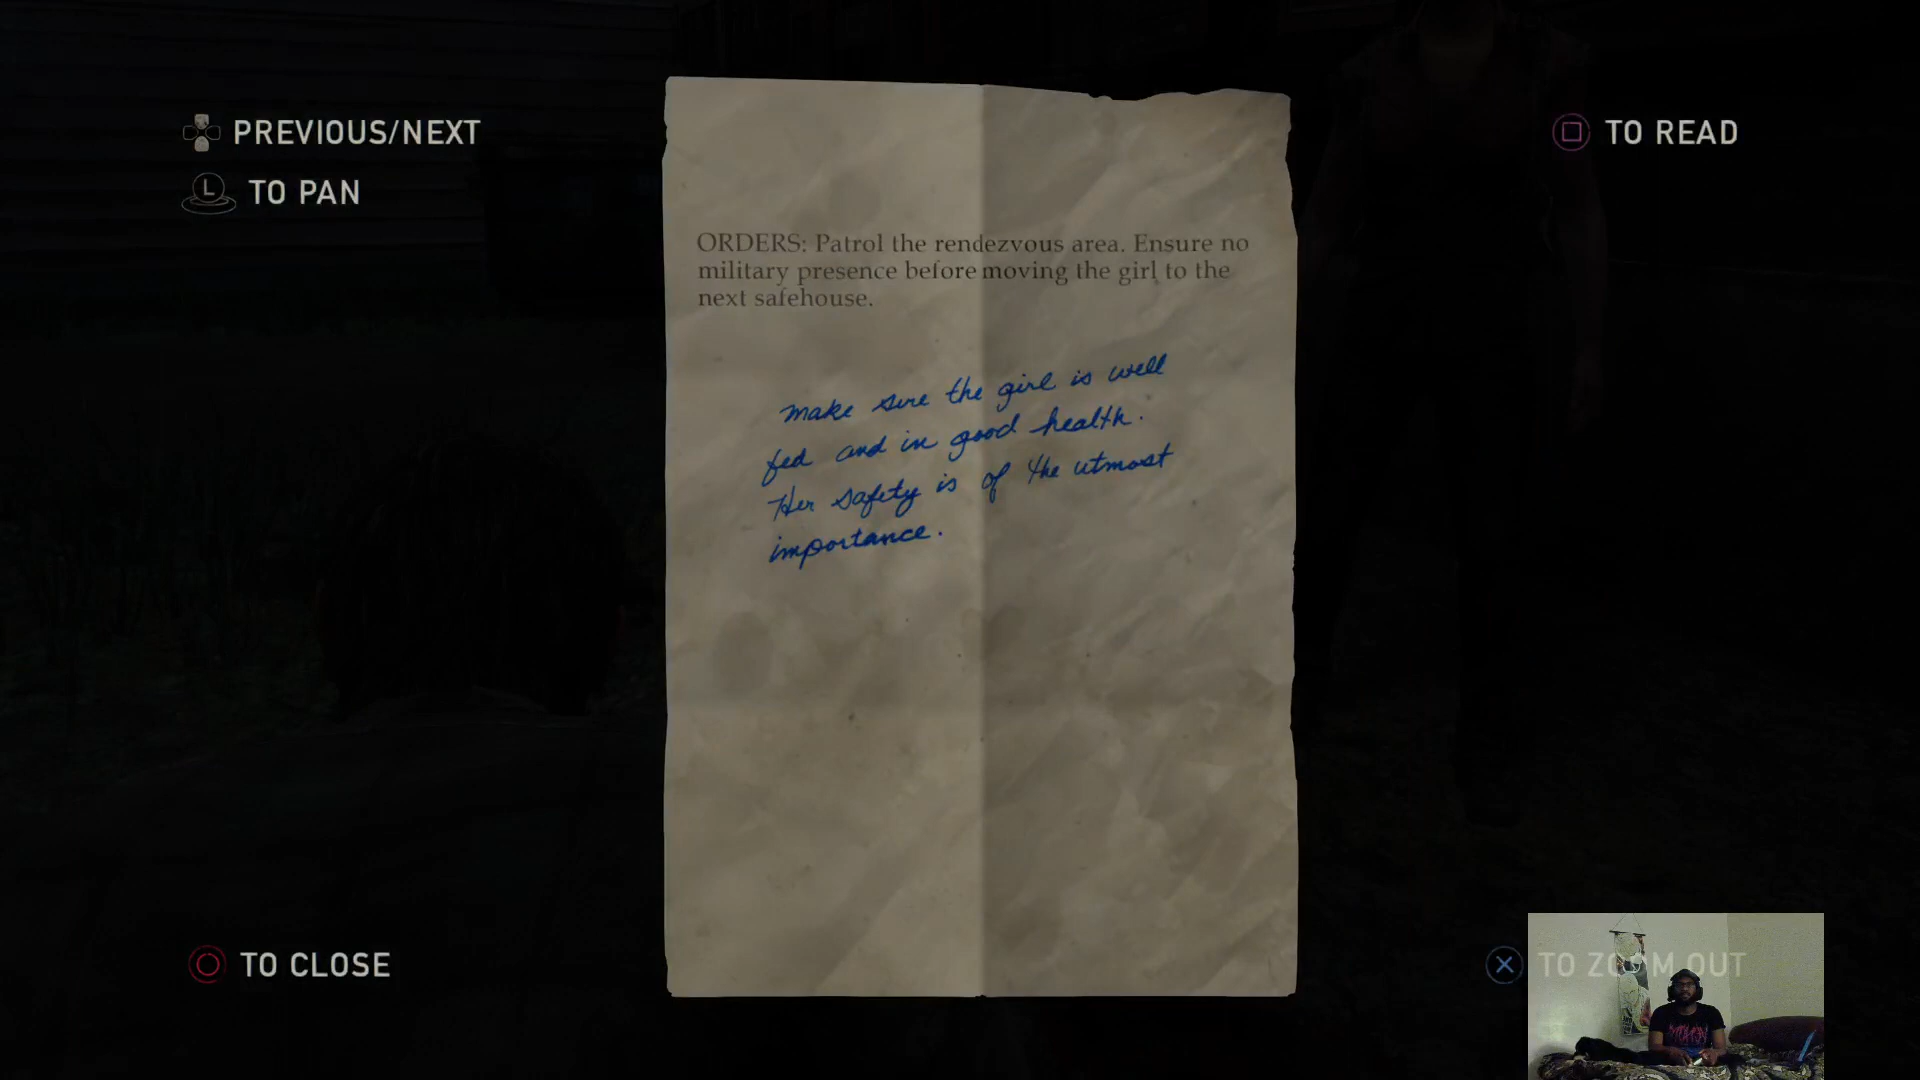 PREVIOUS/NEXT
L TO PAN
TO READ
ORDERS: Patrol the rendezvous area. Ensure no
military presence before moving the girl to the
next safehouse.
make sure the girl is well
fed and in good health.
Her safety is of the utmost
importance.
TO CLOSE
TO ZOOM OUT